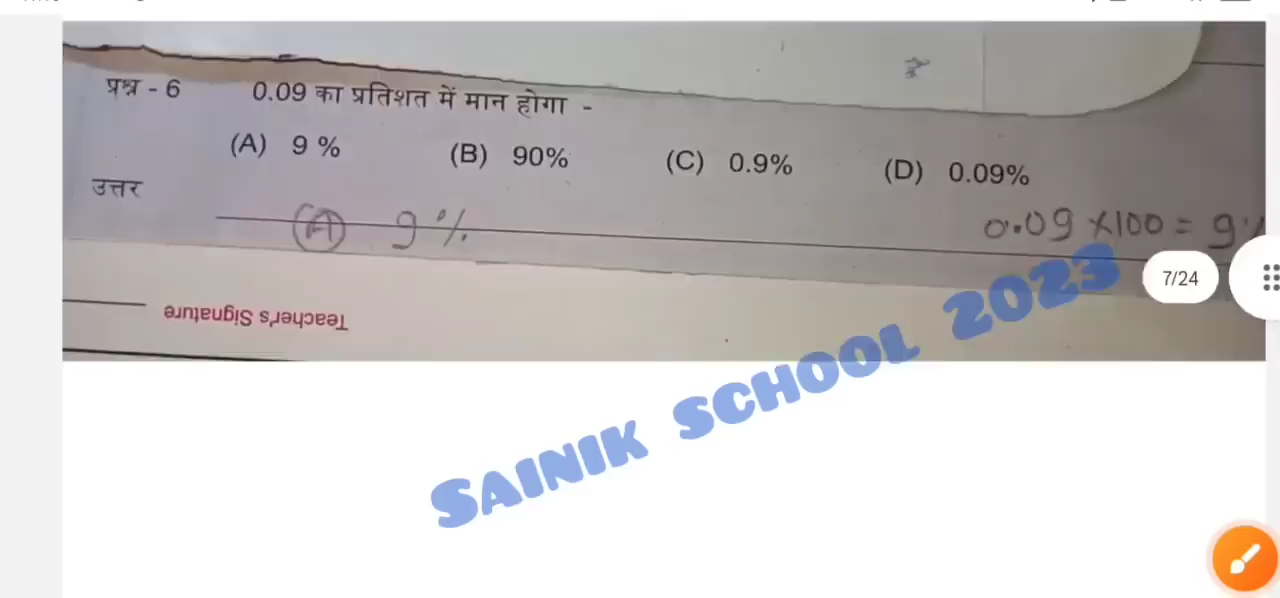 प्रश्न - 6 0.09 का प्रतिशत में मान होगा -
(A) 9 % (B) 90% (C) 0.9% (D) 0.09%
उत्तर
(A) 9 %
0.09 × 100 = 9%
7/24
Teacher's Signature
SAINIK SCHOOL 2023